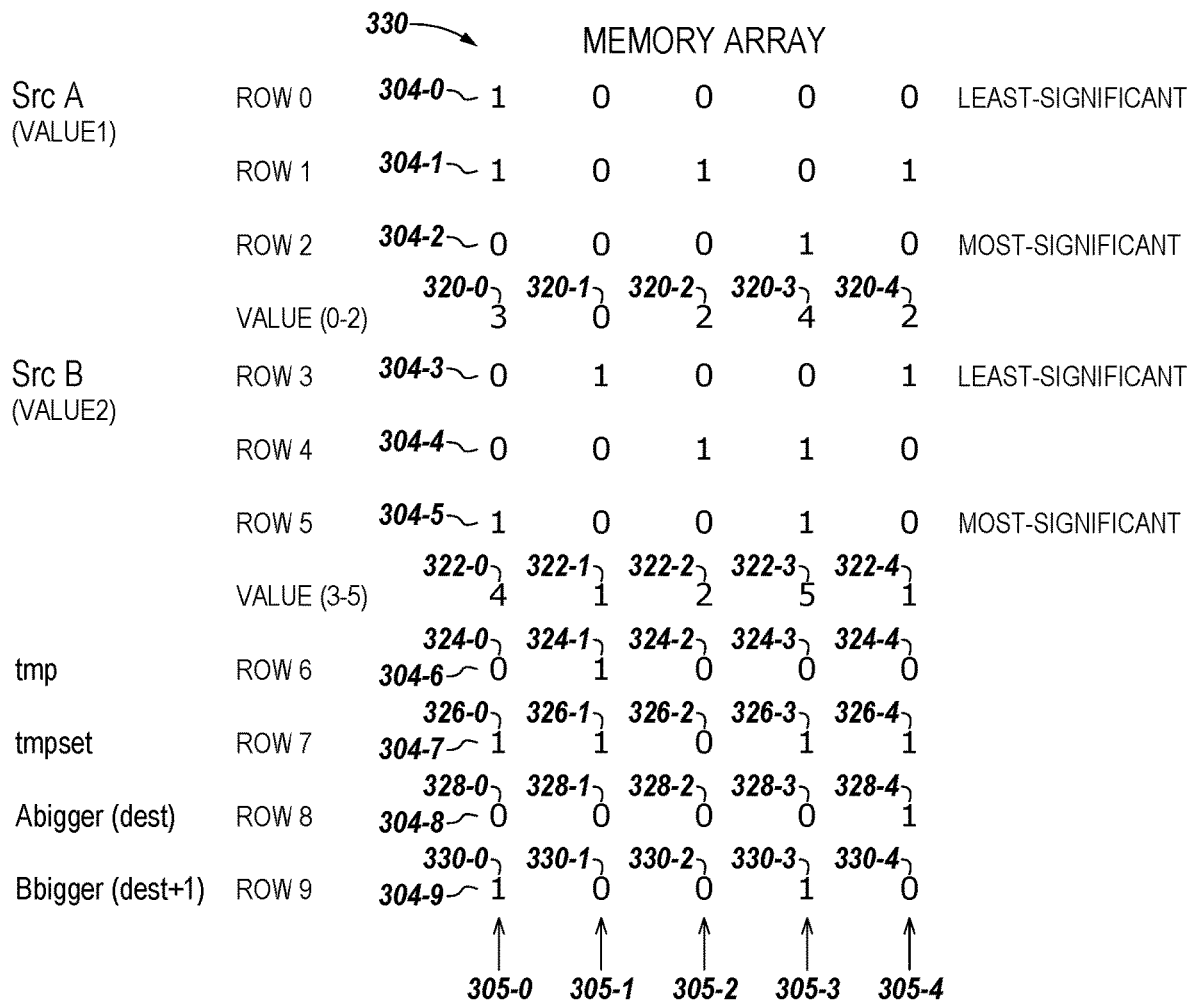 330 MEMORY ARRAY
Src A ROW 0 304-0 1 0 0 0 0 LEAST-SIGNIFICANT
(VALUE1)
ROW 1 304-1 1 0 1 0 1
ROW 2 304-2 0 0 0 1 0 MOST-SIGNIFICANT
320-0 320-1 320-2 320-3 320-4
VALUE (0-2) 3 0 2 4 2
Src B ROW 3 304-3 0 1 0 0 1 LEAST-SIGNIFICANT
(VALUE2)
ROW 4 304-4 0 0 1 1 0
ROW 5 304-5 1 0 0 1 0 MOST-SIGNIFICANT
322-0 322-1 322-2 322-3 322-4
VALUE (3-5) 4 1 2 5 1
324-0 324-1 324-2 324-3 324-4
tmp ROW 6 304-6 0 1 0 0 0
326-0 326-1 326-2 326-3 326-4
tmpset ROW 7 304-7 1 1 0 1 1
328-0 328-1 328-2 328-3 328-4
Abigger (dest) ROW 8 304-8 0 0 0 0 1
330-0 330-1 330-2 330-3 330-4
Bbigger (dest+1) ROW 9 304-9 1 0 0 1 0
305-0 305-1 305-2 305-3 305-4